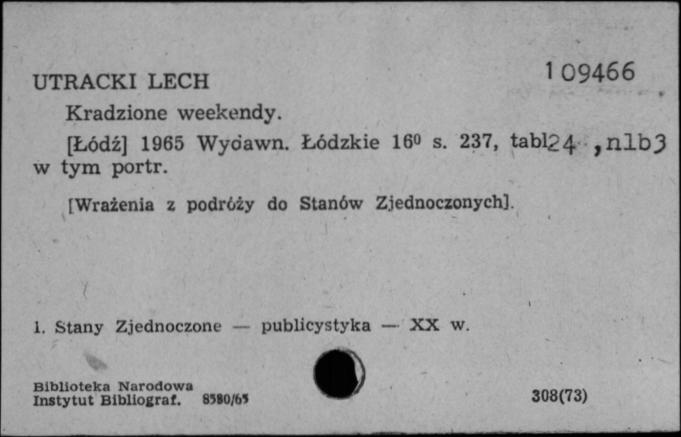 109466
UTRACKI LECH
Kradzione weekendy.
[Łódź] 1965 Wydawn. Łódzkie 16⁰ s. 237, tabl24 ,nlb3
w tym portr.
[Wrażenia z podróży do Stanów Zjednoczonych].
1. Stany Zjednoczone — publicystyka — XX w.
Biblioteka Narodowa
Instytut Bibliograf. 8580/65
308(73)